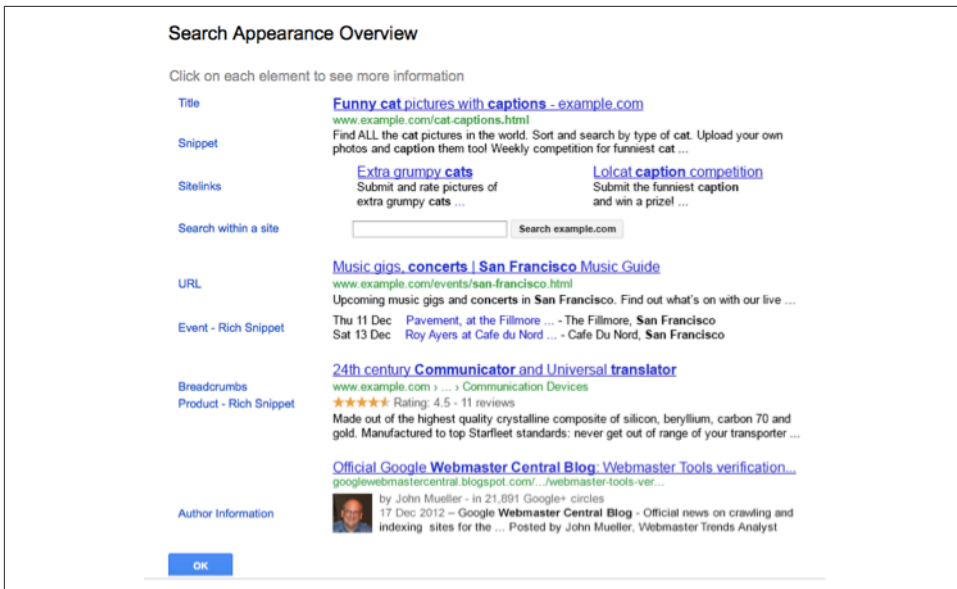 Search Appearance Overview
Click on each element to see more information
Title
Funny cat pictures with captions - example.com
www.example.com/cat-captions.html
Snippet
Find ALL the cat pictures in the world. Sort and search by type of cat. Upload your own
photos and caption them too! Weekly competition for funniest cat ...
Sitelinks
Extra grumpy cats
Submit and rate pictures of
extra grumpy cats ...
Lolcat caption competition
Submit the funniest caption
and win a prize! ...
Search within a site
Search example.com
Music gigs, concerts | San Francisco Music Guide
URL
www.example.com/events/san-francisco.html
Upcoming music gigs and concerts in San Francisco. Find out what's on with our live ...
Event - Rich Snippet
Thu 11 Dec Pavement, at the Fillmore ... - The Fillmore, San Francisco
Sat 13 Dec Roy Ayers at Cafe du Nord ... - Cafe Du Nord, San Francisco
24th century Communicator and Universal translator
Breadcrumbs
www.example.com › ... › Communication Devices
Product - Rich Snippet
Rating: 4.5 - 11 reviews
Made out of the highest quality crystalline composite of silicon, beryllium, carbon 70 and
gold. Manufactured to top Starfleet standards: never get out of range of your transporter ...
Official Google Webmaster Central Blog: Webmaster Tools verification...
googlewebmastercentral.blogspot.com/.../webmaster-tools-ver...
Author Information
by John Mueller - in 21,891 Google+ circles
17 Dec 2012 – Google Webmaster Central Blog - Official news on crawling and
indexing sites for the ... Posted by John Mueller, Webmaster Trends Analyst
OK